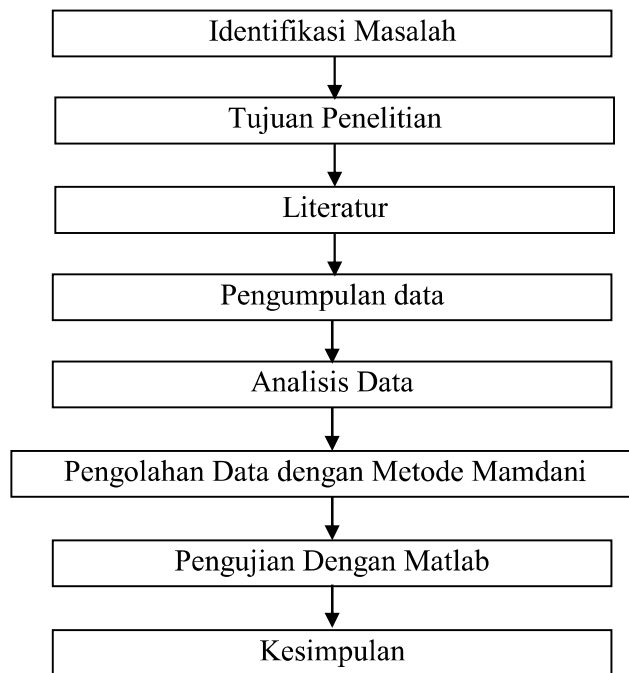 Identifikasi Masalah
Tujuan Penelitian
Literatur
Pengumpulan data
Analisis Data
Pengolahan Data dengan Metode Mamdani
Pengujian Dengan Matlab
Kesimpulan